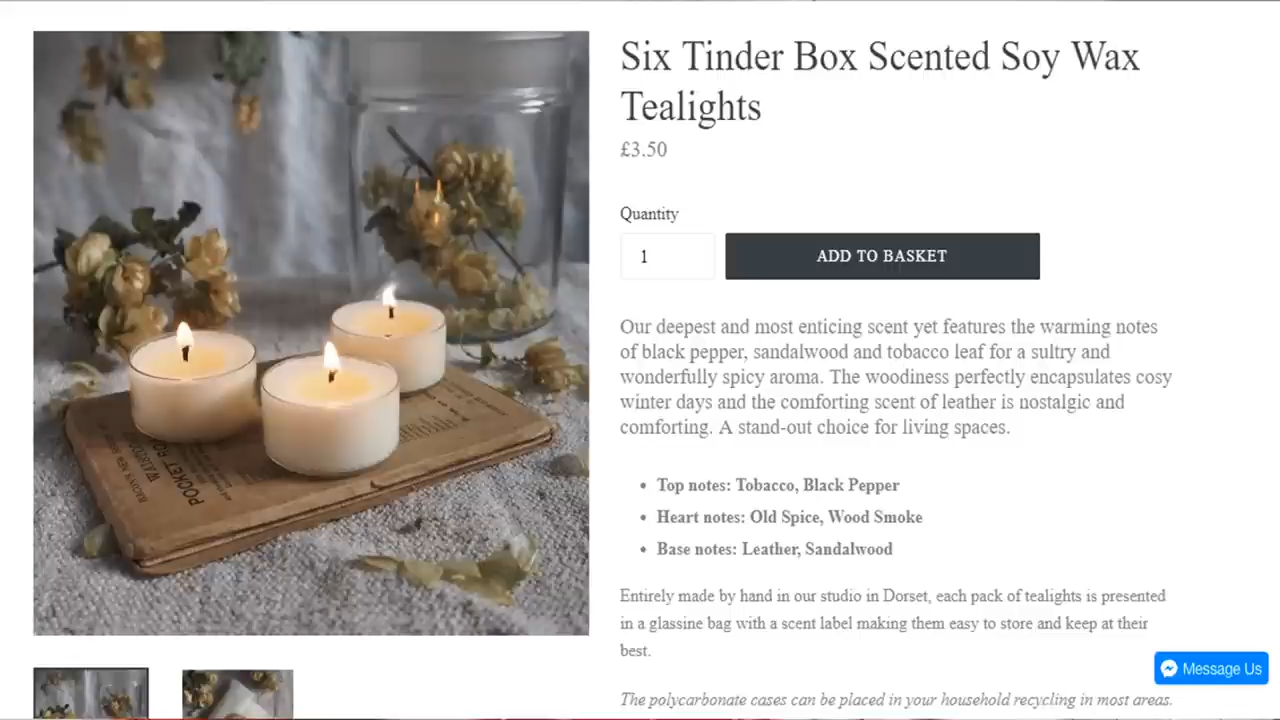 Six Tinder Box Scented Soy Wax
Tealights
£3.50
Quantity
1
ADD TO BASKET
Our deepest and most enticing scent yet features the warming notes
of black pepper, sandalwood and tobacco leaf for a sultry and
wonderfully spicy aroma. The woodiness perfectly encapsulates cosy
winter days and the comforting scent of leather is nostalgic and
comforting. A stand-out choice for living spaces.
• Top notes: Tobacco, Black Pepper
• Heart notes: Old Spice, Wood Smoke
• Base notes: Leather, Sandalwood
Entirely made by hand in our studio in Dorset, each pack of tealights is presented
in a glassine bag with a scent label making them easy to store and keep at their
best.
The polycarbonate cases can be placed in your household recycling in most areas.
Message Us
POCKET